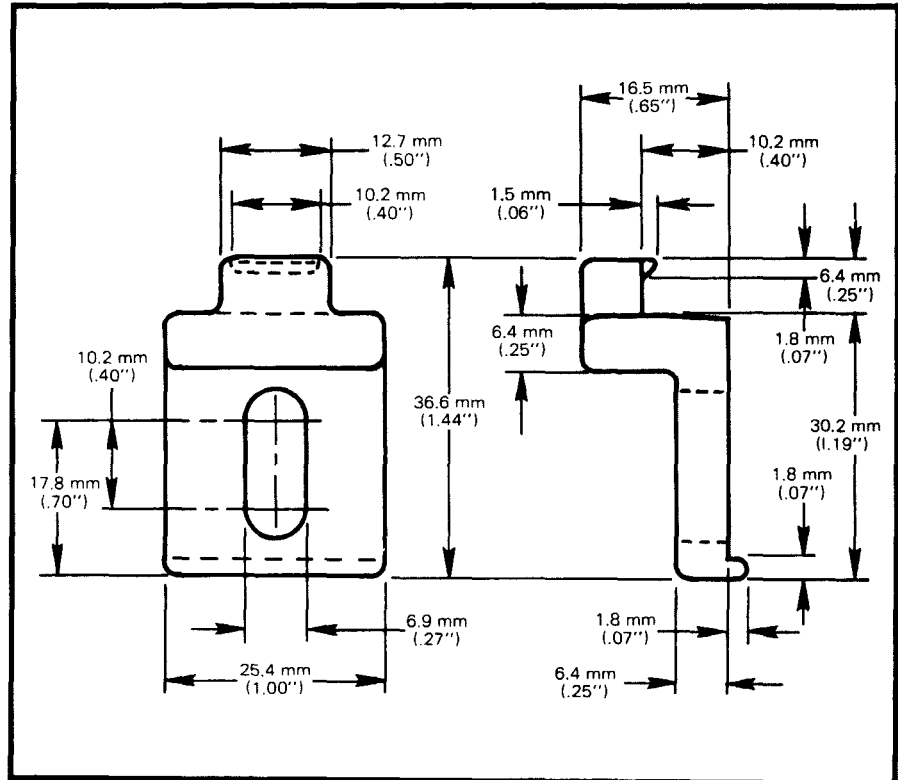 16.5 mm
(.65'')
12.7 mm
(.50'')
10.2 mm
(.40'')
10.2 mm
(.40'')
1.5 mm
(.06'')
6.4 mm
(.25'')
6.4 mm
(.25'')
1.8 mm
(.07'')
10.2 mm
(.40'')
36.6 mm
(1.44'')
30.2 mm
(I.19'')
17.8 mm
(.70'')
1.8 mm
(.07'')
6.9 mm
(.27'')
1.8 mm
(.07'')
25.4 mm
(1.00'')
6.4 mm
(.25'')